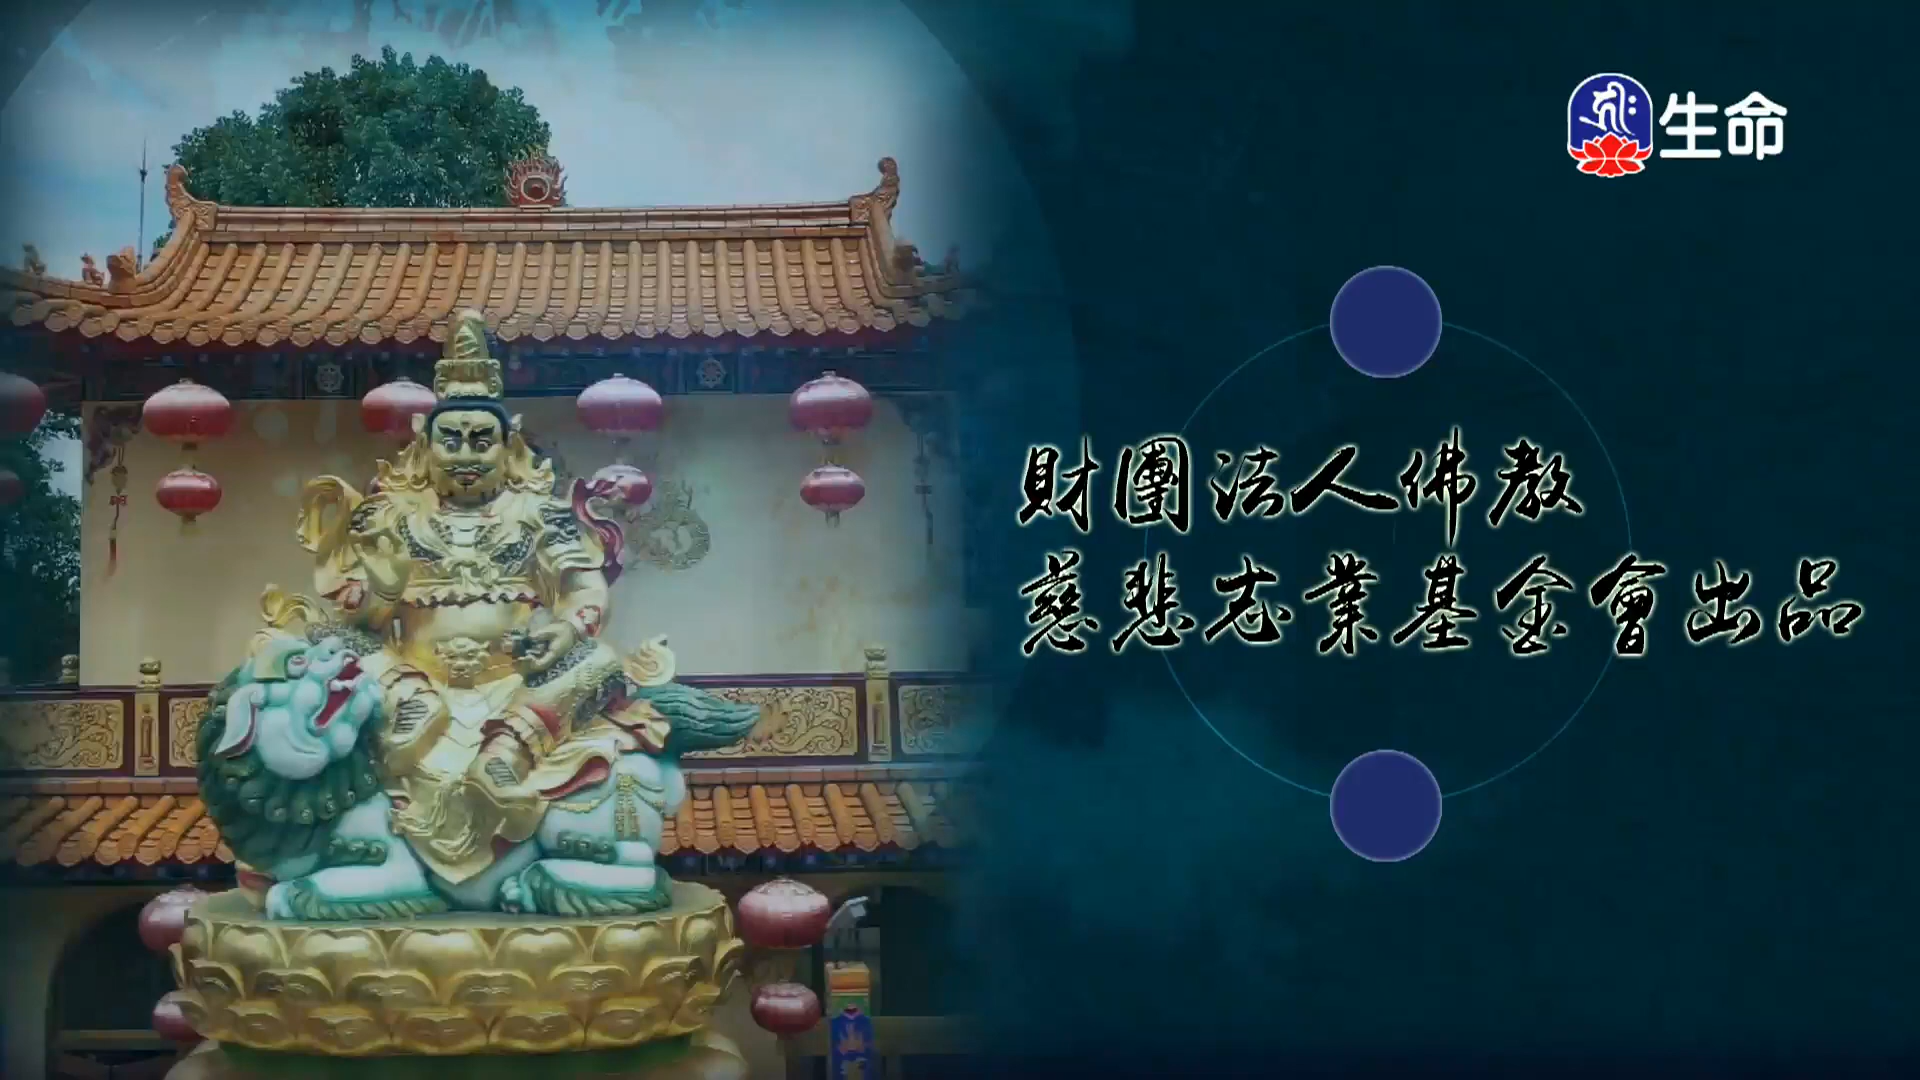 生命
財團法人佛教
慈悲志業基金會出品